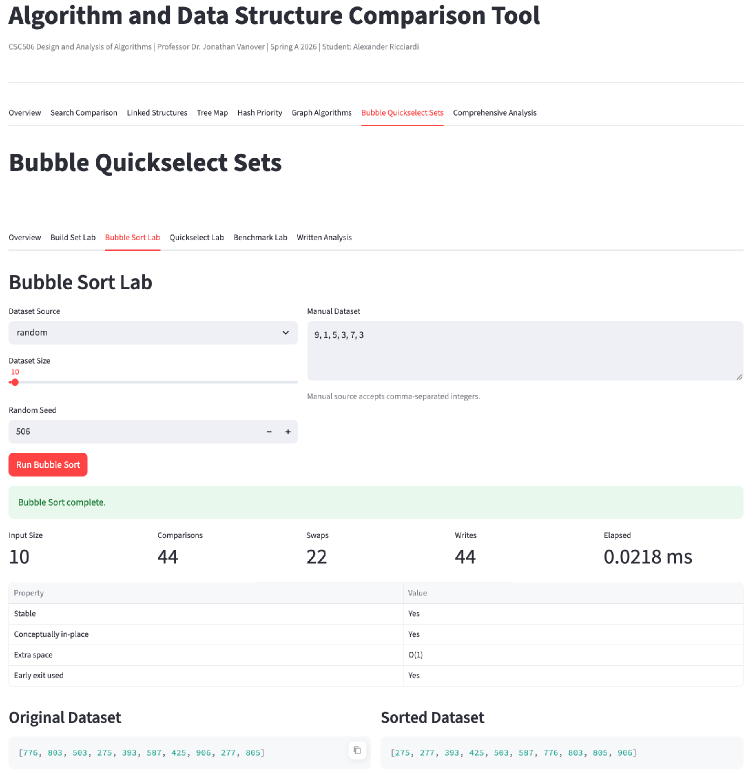 Algorithm and Data Structure Comparison Tool
CSC506 Design and Analysis of Algorithms | Professor Dr. Jonathan Vanover | Spring A 2026 | Student: Alexander Ricciardi
Overview Search Comparison Linked Structures Tree Map Hash Priority Graph Algorithms Bubble Quickselect Sets Comprehensive Analysis
Bubble Quickselect Sets
Overview Build Set Lab Bubble Sort Lab Quickselect Lab Benchmark Lab Written Analysis
Bubble Sort Lab
Dataset Source
random
Dataset Size
10
Random Seed
506 − +
Manual Dataset
9, 1, 5, 3, 7, 3
Manual source accepts comma-separated integers.
Run Bubble Sort
Bubble Sort complete.
Input Size Comparisons Swaps Writes Elapsed
10 44 22 44 0.0218 ms
Property Value
Stable Yes
Conceptually in-place Yes
Extra space O(1)
Early exit used Yes
Original Dataset
[776, 803, 503, 275, 393, 587, 425, 906, 277, 805]
Sorted Dataset
[275, 277, 393, 425, 503, 587, 776, 803, 805, 906]